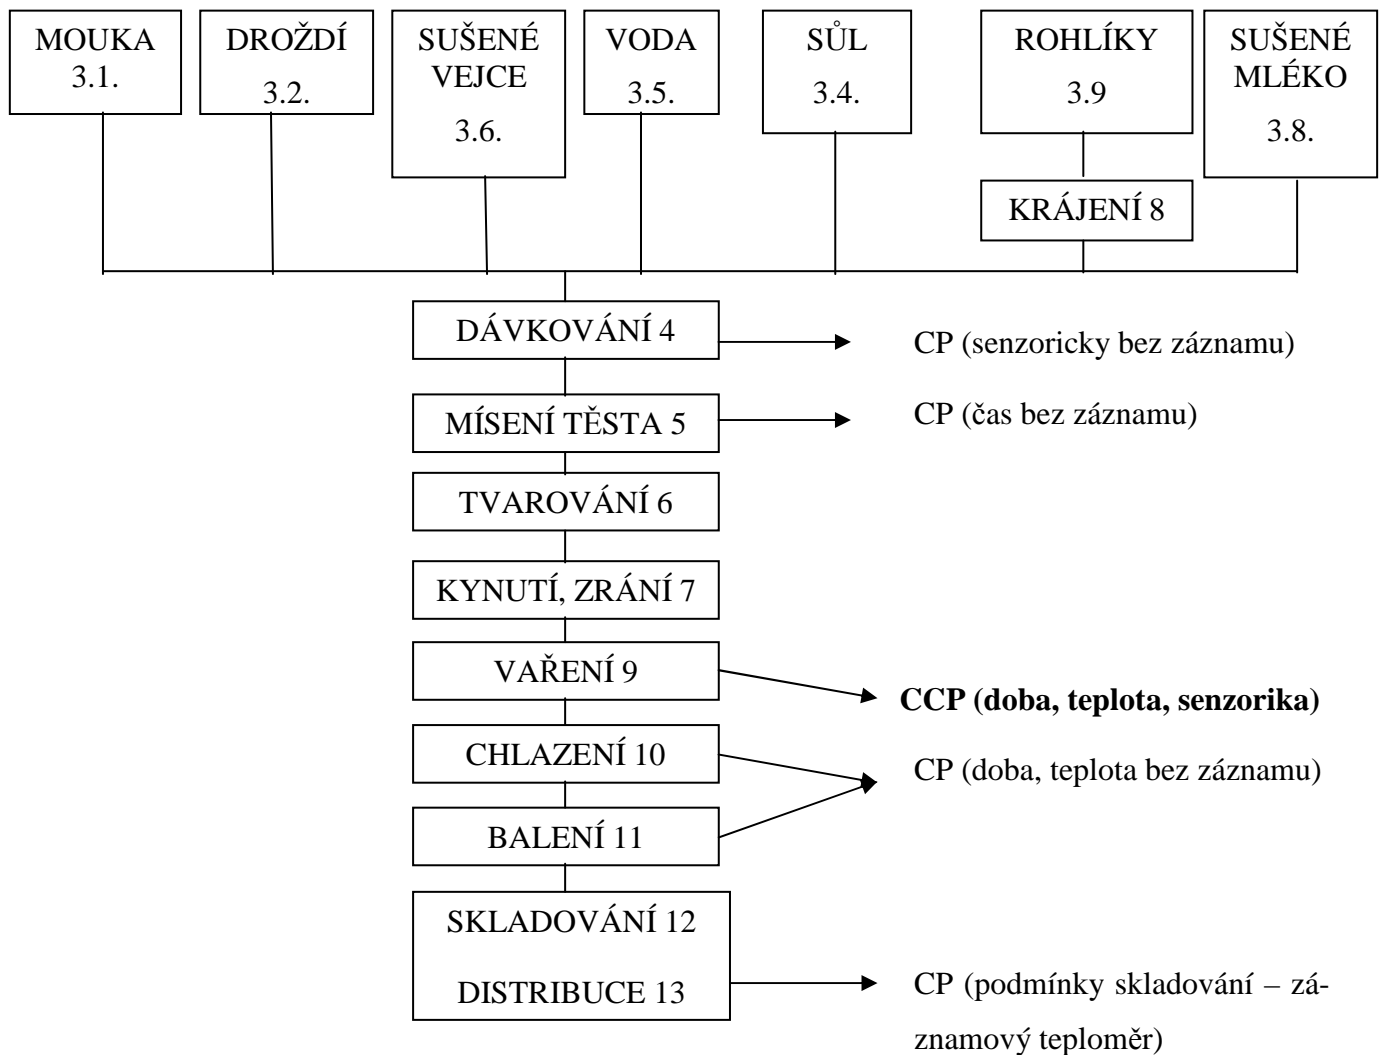 MOUKA
3.1.
DROŽDÍ
3.2.
SUŠENÉ
VEJCE
3.6.
VODA
3.5.
SŮL
3.4.
ROHLÍKY
3.9
SUŠENÉ
MLÉKO
3.8.
KRÁJENÍ 8
DÁVKOVÁNÍ 4
CP (senzoricky bez záznamu)
MÍSENÍ TĚSTA 5
CP (čas bez záznamu)
TVAROVÁNÍ 6
KYNUTÍ, ZRÁNÍ 7
VAŘENÍ 9
CCP (doba, teplota, senzorika)
CHLAZENÍ 10
CP (doba, teplota bez záznamu)
BALENÍ 11
SKLADOVÁNÍ 12
DISTRIBUCE 13
CP (podmínky skladování – zá-
znamový teploměr)